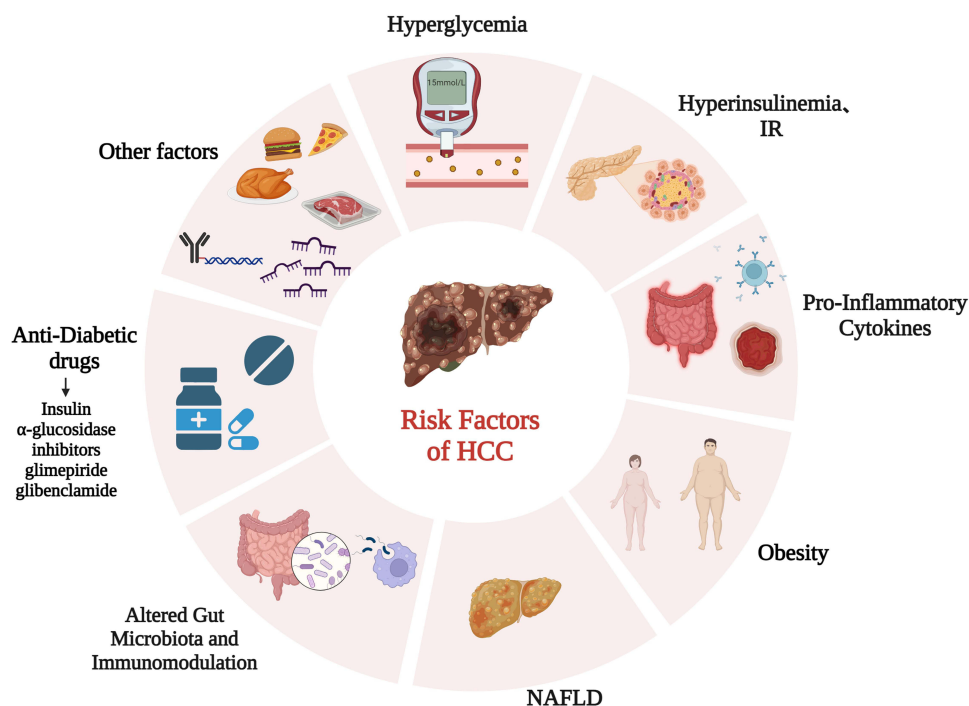 Hyperglycemia
15mmol/L
Hyperinsulinemia、
IR
Pro-Inflammatory
Cytokines
Obesity
NAFLD
Altered Gut
Microbiota and
Immunomodulation
Anti-Diabetic
drugs
Insulin
α-glucosidase
inhibitors
glimepiride
glibenclamide
Other factors
Risk Factors
of HCC